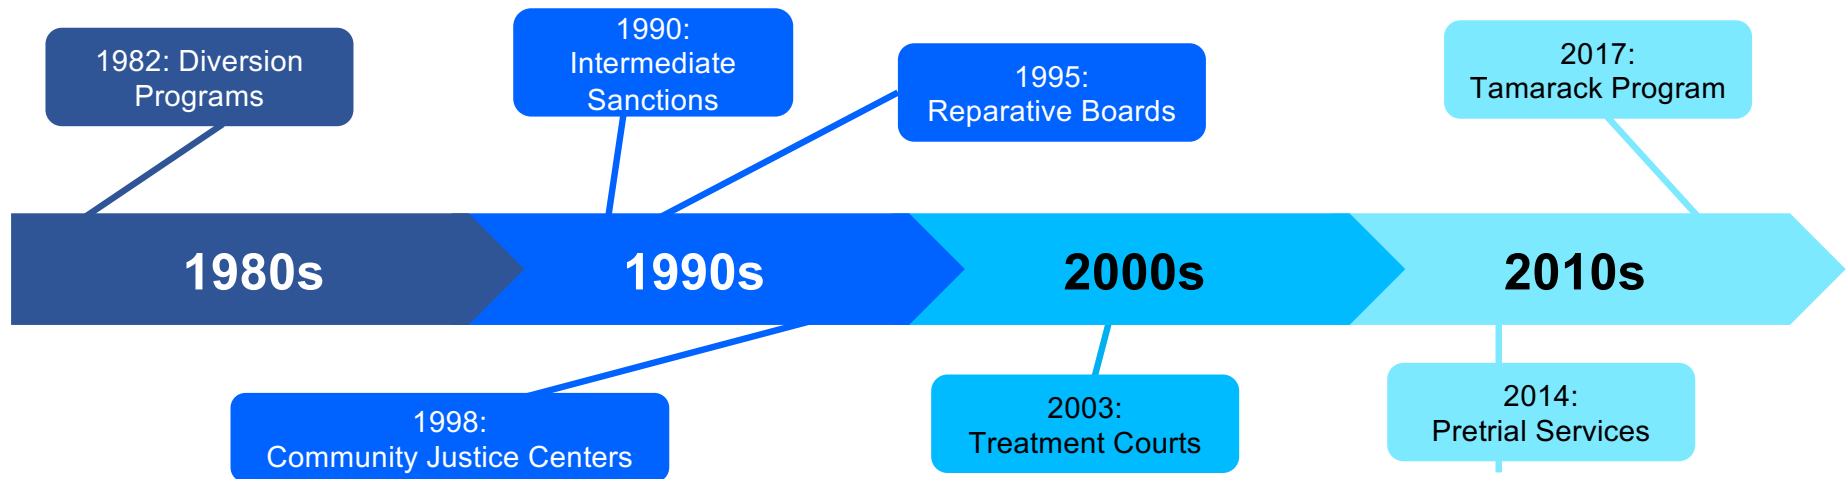 1982: Diversion
Programs
1990:
Intermediate
Sanctions
1995:
Reparative Boards
2017:
Tamarack Program
1980s
1990s
2000s
2010s
1998:
Community Justice Centers
2003:
Treatment Courts
2014:
Pretrial Services